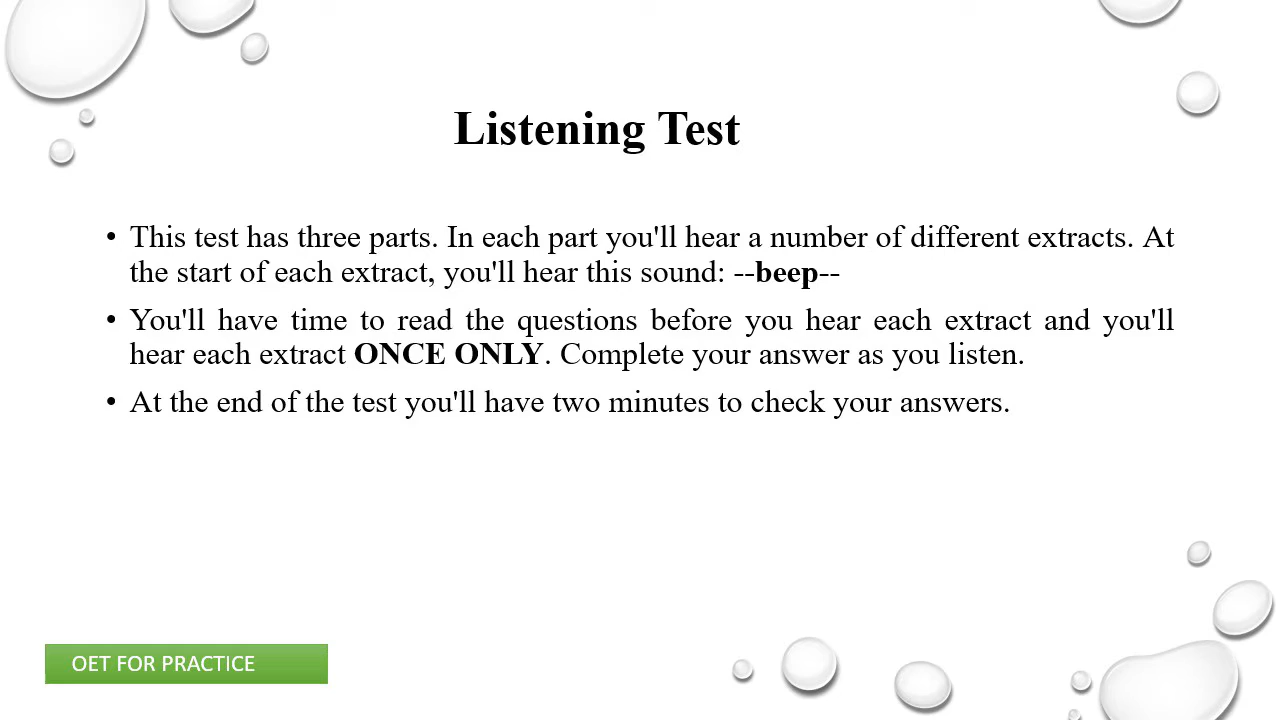 Listening Test
• This test has three parts. In each part you'll hear a number of different extracts. At
the start of each extract, you'll hear this sound: --beep--
• You'll have time to read the questions before you hear each extract and you'll
hear each extract ONCE ONLY. Complete your answer as you listen.
• At the end of the test you'll have two minutes to check your answers.
OET FOR PRACTICE